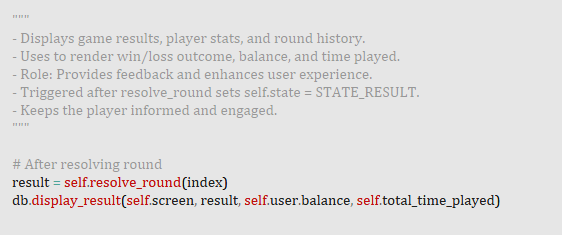 """
- Displays game results, player stats, and round history.
- Uses to render win/loss outcome, balance, and time played.
- Role: Provides feedback and enhances user experience.
- Triggered after resolve_round sets self.state = STATE_RESULT.
- Keeps the player informed and engaged.
"""
# After resolving round
result = self.resolve_round(index)
db.display_result(self.screen, result, self.user.balance, self.total_time_played)